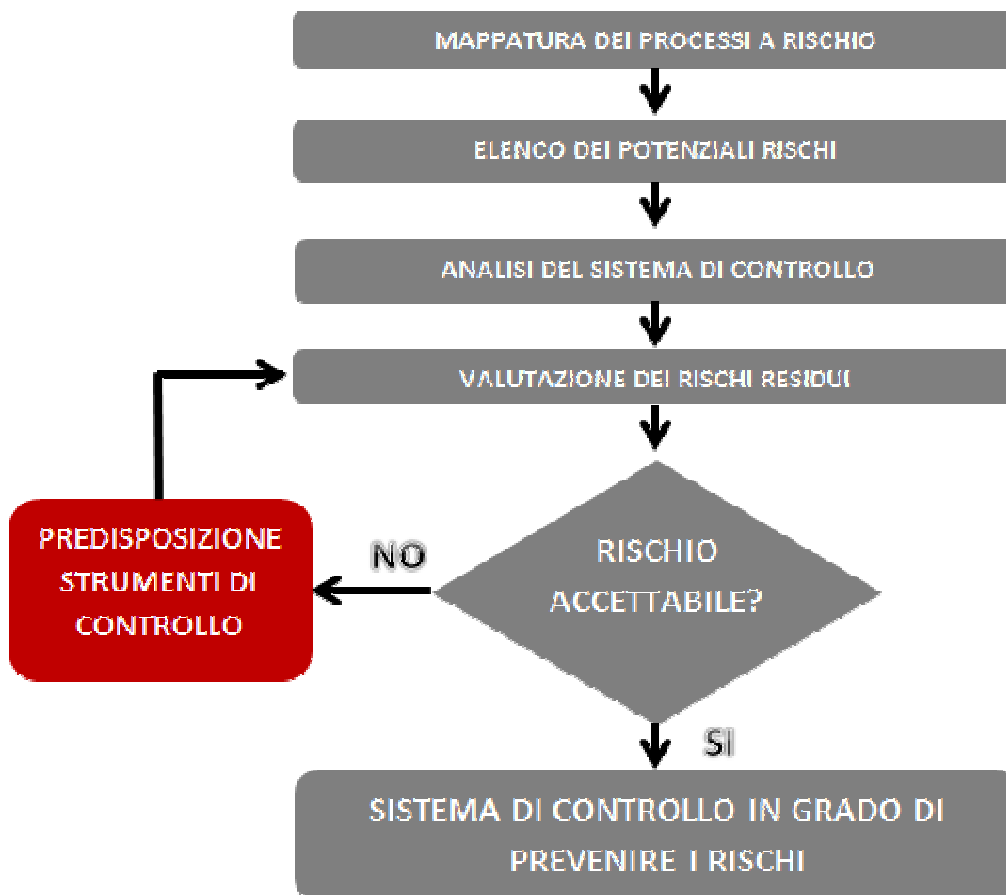 MAPPATURA DEI PROCESSI A RISCHIO
ELENCO DEI POTENZIALI RISCHI
ANALISI DEL SISTEMA DI CONTROLLO
VALUTAZIONE DEI RISCHI RESIDUI
PREDISPOSIZIONE
STRUMENTI DI
CONTROLLO
NO
RISCHIO
ACCETTABILE?
SI
SISTEMA DI CONTROLLO IN GRADO DI
PREVENIRE I RISCHI